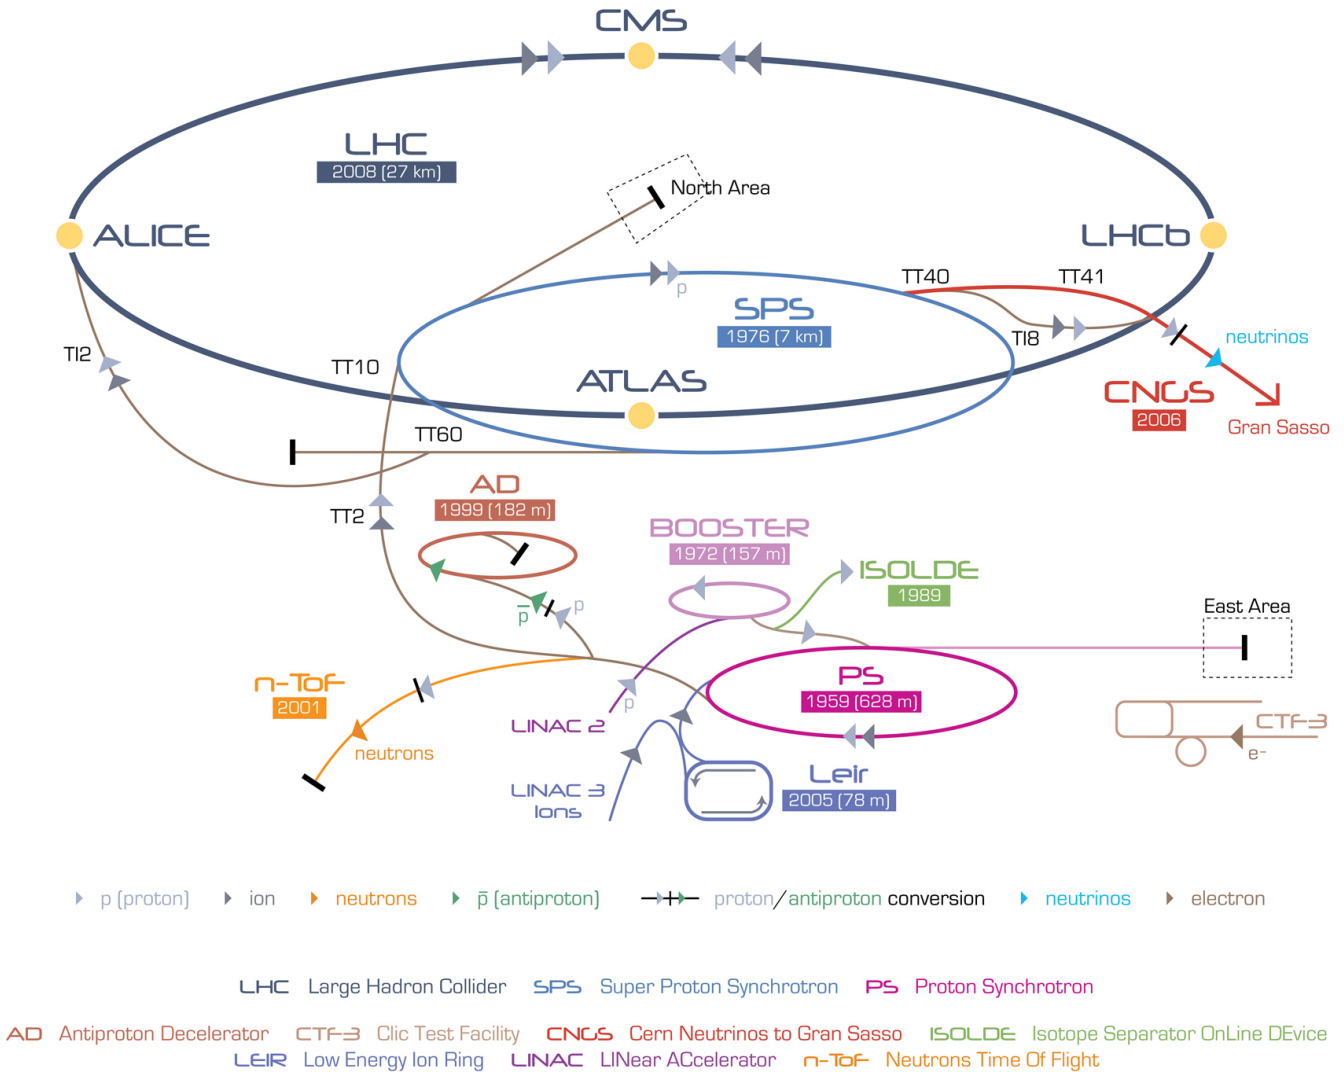 CMS
LHC
2008 (27 km)
North Area
ALICE
LHCb
TT40
TT41
p
SPS
1976 (7 km)
TI8
neutrinos
TI2
TT10
ATLAS
CNGS
2006
Gran Sasso
TT60
AD
1999 (182 m)
TT2
BOOSTER
1972 (157 m)
ISOLDE
1989
p̅
p
East Area
n-ToF
2001
PS
1959 (628 m)
p
LINAC 2
neutrons
CTF-3
e-
LINAC 3
Ions
Leir
2005 (78 m)
p (proton)
ion
neutrons
p̅ (antiproton)
proton/antiproton conversion
neutrinos
electron
LHC Large Hadron Collider
SPS Super Proton Synchrotron
PS Proton Synchrotron
AD Antiproton Decelerator
CTF-3 Clic Test Facility
CNGS Cern Neutrinos to Gran Sasso
ISOLDE Isotope Separator OnLine DEvice
LEIR Low Energy Ion Ring
LINAC LINear ACcelerator
n-ToF Neutrons Time Of Flight